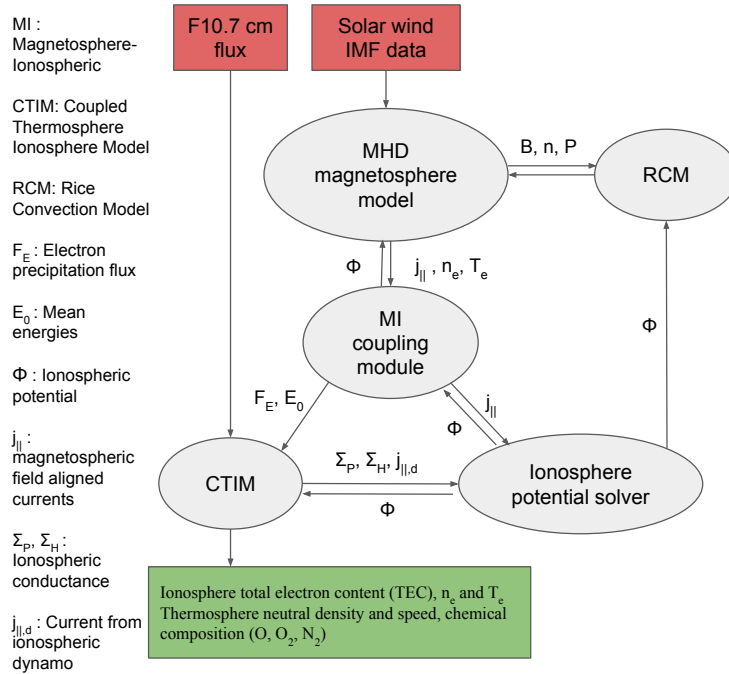 MI :
Magnetosphere-
Ionospheric
CTIM: Coupled
Thermosphere
Ionosphere Model
RCM: Rice
Convection Model
F_E : Electron
precipitation flux
E_0 : Mean
energies
Φ : Ionospheric
potential
j_|| :
magnetospheric
field aligned
currents
Σ_P, Σ_H :
Ionospheric
conductance
j_||,d : Current from
ionospheric
dynamo
F10.7 cm
flux
Solar wind
IMF data
MHD
magnetosphere
model
B, n, P
RCM
Φ
j_|| , n_e, T_e
MI
coupling
module
Φ
F_E, E_0
j_||
Φ
CTIM
Σ_P, Σ_H, j_||,d
Φ
Ionosphere
potential solver
Ionosphere total electron content (TEC), n_e and T_e
Thermosphere neutral density and speed, chemical
composition (O, O_2, N_2)